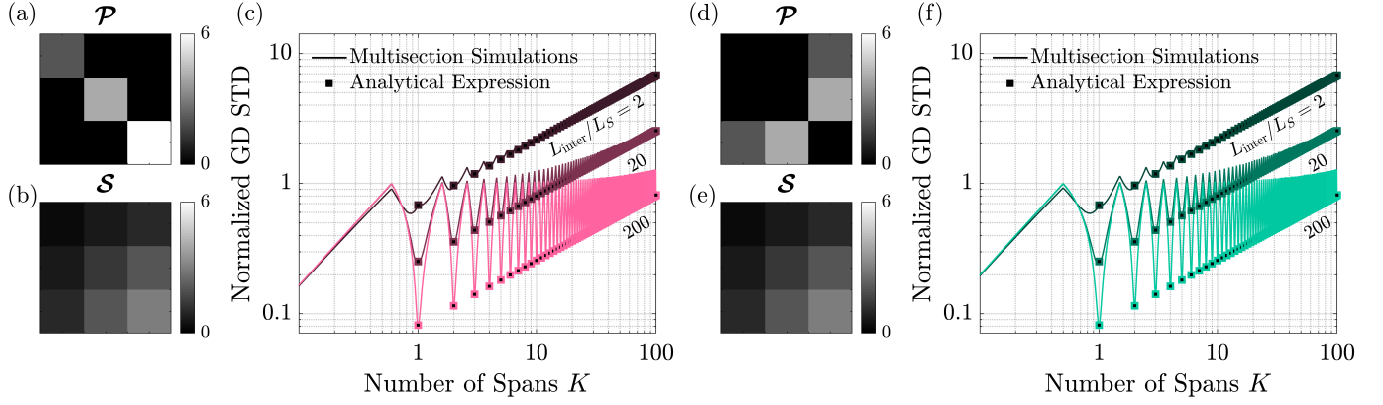 (a)
𝓟
6
0
(b)
𝓢
6
0
(c)
Normalized GD STD
10
1
0.1
Multisection Simulations
Analytical Expression
L_inter/L_S = 2
20
200
1
10
100
Number of Spans K
(d)
𝓟
6
0
(e)
𝓢
6
0
(f)
Normalized GD STD
10
1
0.1
Multisection Simulations
Analytical Expression
L_inter/L_S = 2
20
200
1
10
100
Number of Spans K